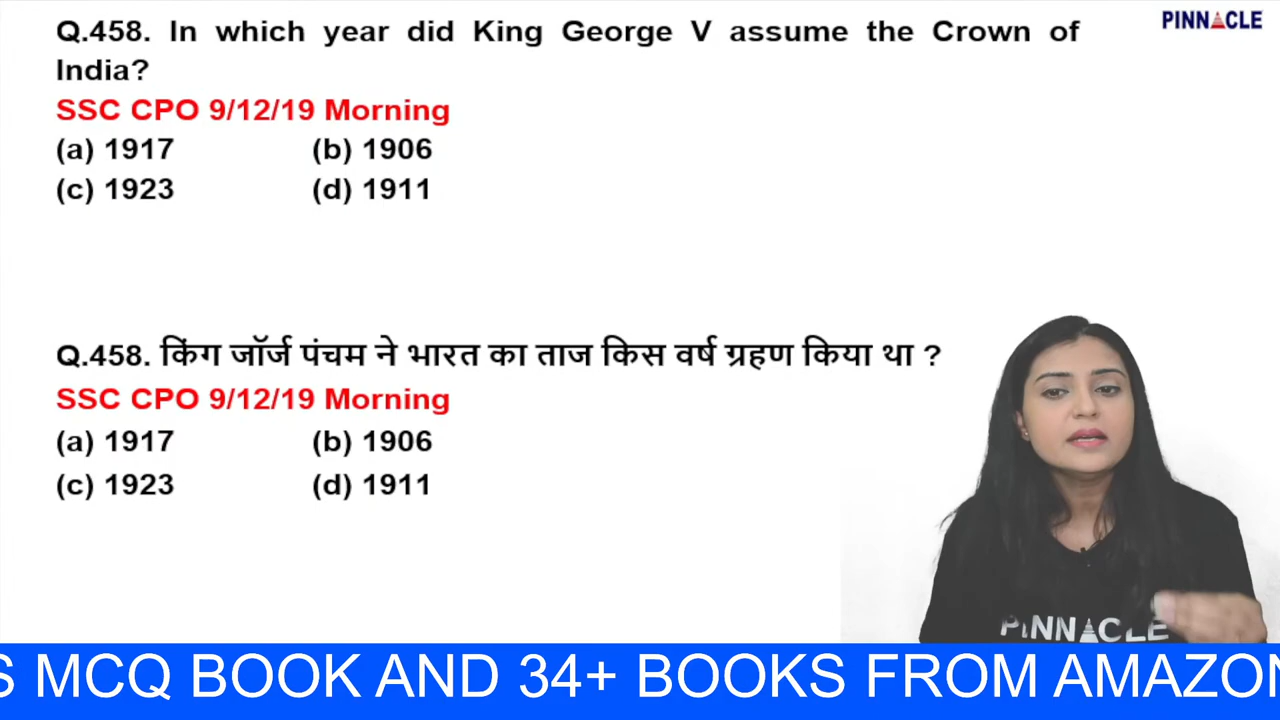 Q.458. In which year did King George V assume the Crown of
India?
SSC CPO 9/12/19 Morning
(a) 1917 (b) 1906
(c) 1923 (d) 1911
PINNACLE
Q.458. किंग जॉर्ज पंचम ने भारत का ताज किस वर्ष ग्रहण किया था ?
SSC CPO 9/12/19 Morning
(a) 1917 (b) 1906
(c) 1923 (d) 1911
PINNACLE
S MCQ BOOK AND 34+ BOOKS FROM AMAZON